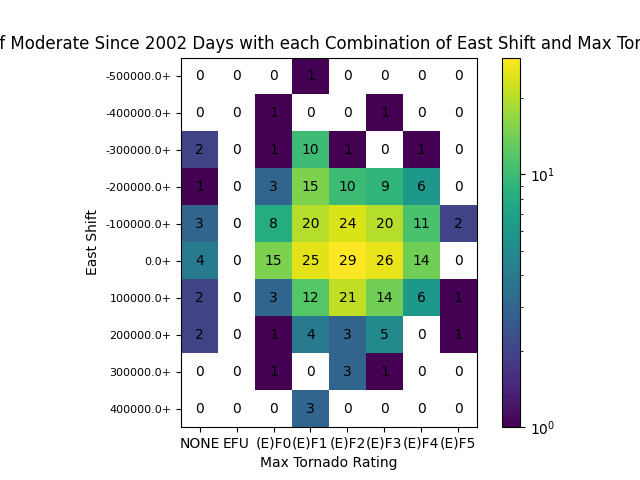 f Moderate Since 2002 Days with each Combination of East Shift and Max Tor
-500000.0+ 0 0 0 1 0 0 0 0
-400000.0+ 0 0 1 0 0 1 0 0
-300000.0+ 2 0 1 10 1 0 1 0
-200000.0+ 1 0 3 15 10 9 6 0
-100000.0+ 3 0 8 20 24 20 11 2
0.0+ 4 0 15 25 29 26 14 0
100000.0+ 2 0 3 12 21 14 6 1
200000.0+ 2 0 1 4 3 5 0 1
300000.0+ 0 0 1 0 3 1 0 0
400000.0+ 0 0 0 3 0 0 0 0
NONE EFU (E)F0 (E)F1 (E)F2 (E)F3 (E)F4 (E)F5
Max Tornado Rating
East Shift
10¹
10⁰